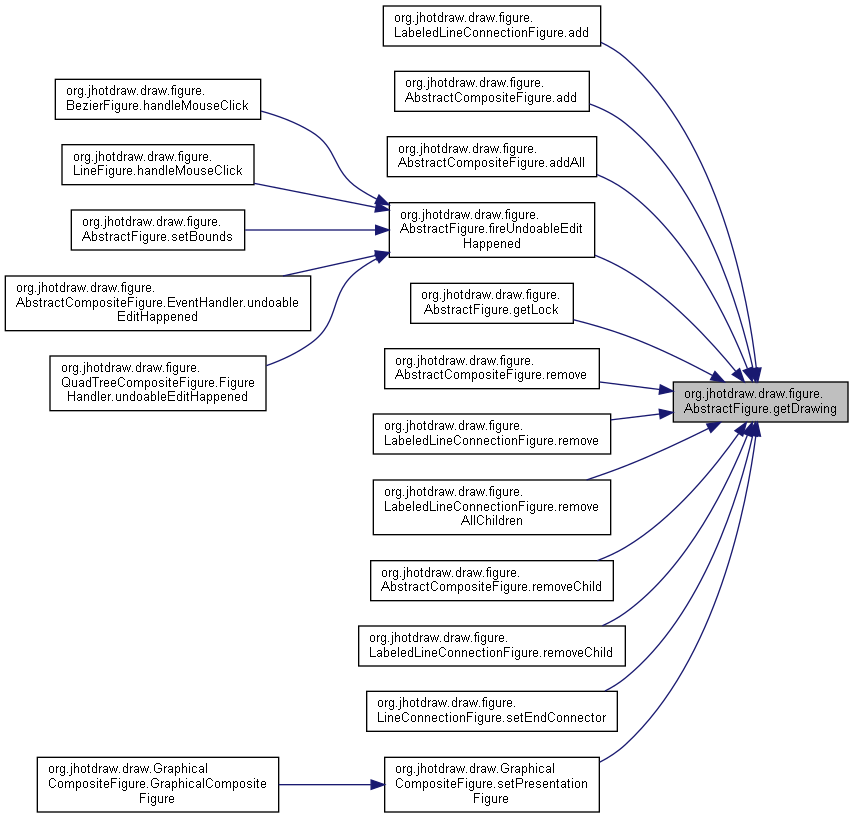 org.jhotdraw.draw.figure.
LabeledLineConnectionFigure.add
org.jhotdraw.draw.figure.
AbstractCompositeFigure.add
org.jhotdraw.draw.figure.
BezierFigure.handleMouseClick
org.jhotdraw.draw.figure.
AbstractCompositeFigure.addAll
org.jhotdraw.draw.figure.
LineFigure.handleMouseClick
org.jhotdraw.draw.figure.
AbstractFigure.fireUndoableEdit
Happened
org.jhotdraw.draw.figure.
AbstractFigure.setBounds
org.jhotdraw.draw.figure.
AbstractCompositeFigure.EventHandler.undoable
EditHappened
org.jhotdraw.draw.figure.
AbstractFigure.getLock
org.jhotdraw.draw.figure.
QuadTreeCompositeFigure.Figure
Handler.undoableEditHappened
org.jhotdraw.draw.figure.
AbstractCompositeFigure.remove
org.jhotdraw.draw.figure.
AbstractFigure.getDrawing
org.jhotdraw.draw.figure.
LabeledLineConnectionFigure.remove
org.jhotdraw.draw.figure.
LabeledLineConnectionFigure.remove
AllChildren
org.jhotdraw.draw.figure.
AbstractCompositeFigure.removeChild
org.jhotdraw.draw.figure.
LabeledLineConnectionFigure.removeChild
org.jhotdraw.draw.figure.
LineConnectionFigure.setEndConnector
org.jhotdraw.draw.Graphical
CompositeFigure.GraphicalComposite
Figure
org.jhotdraw.draw.Graphical
CompositeFigure.setPresentation
Figure